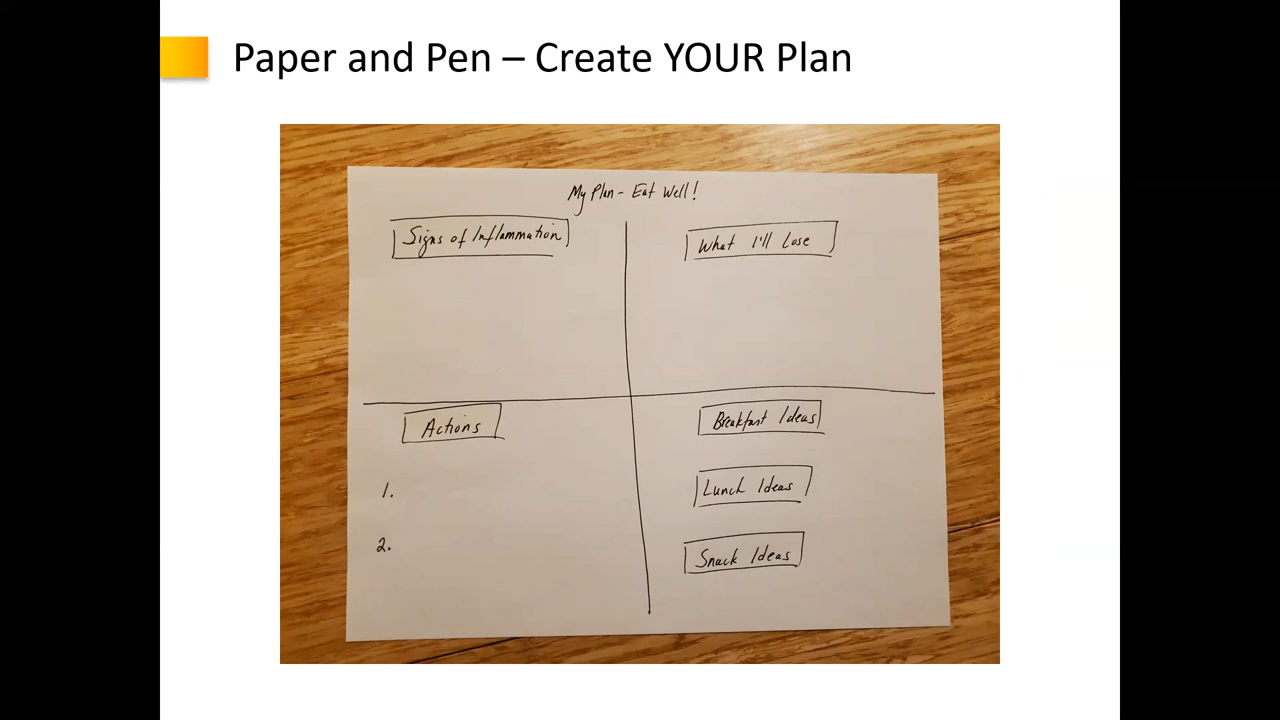 Paper and Pen – Create YOUR Plan
My Plan - Eat Well!
Signs of Inflammation
What I'll Lose
Actions
1.
2.
Breakfast Ideas
Lunch Ideas
Snack Ideas